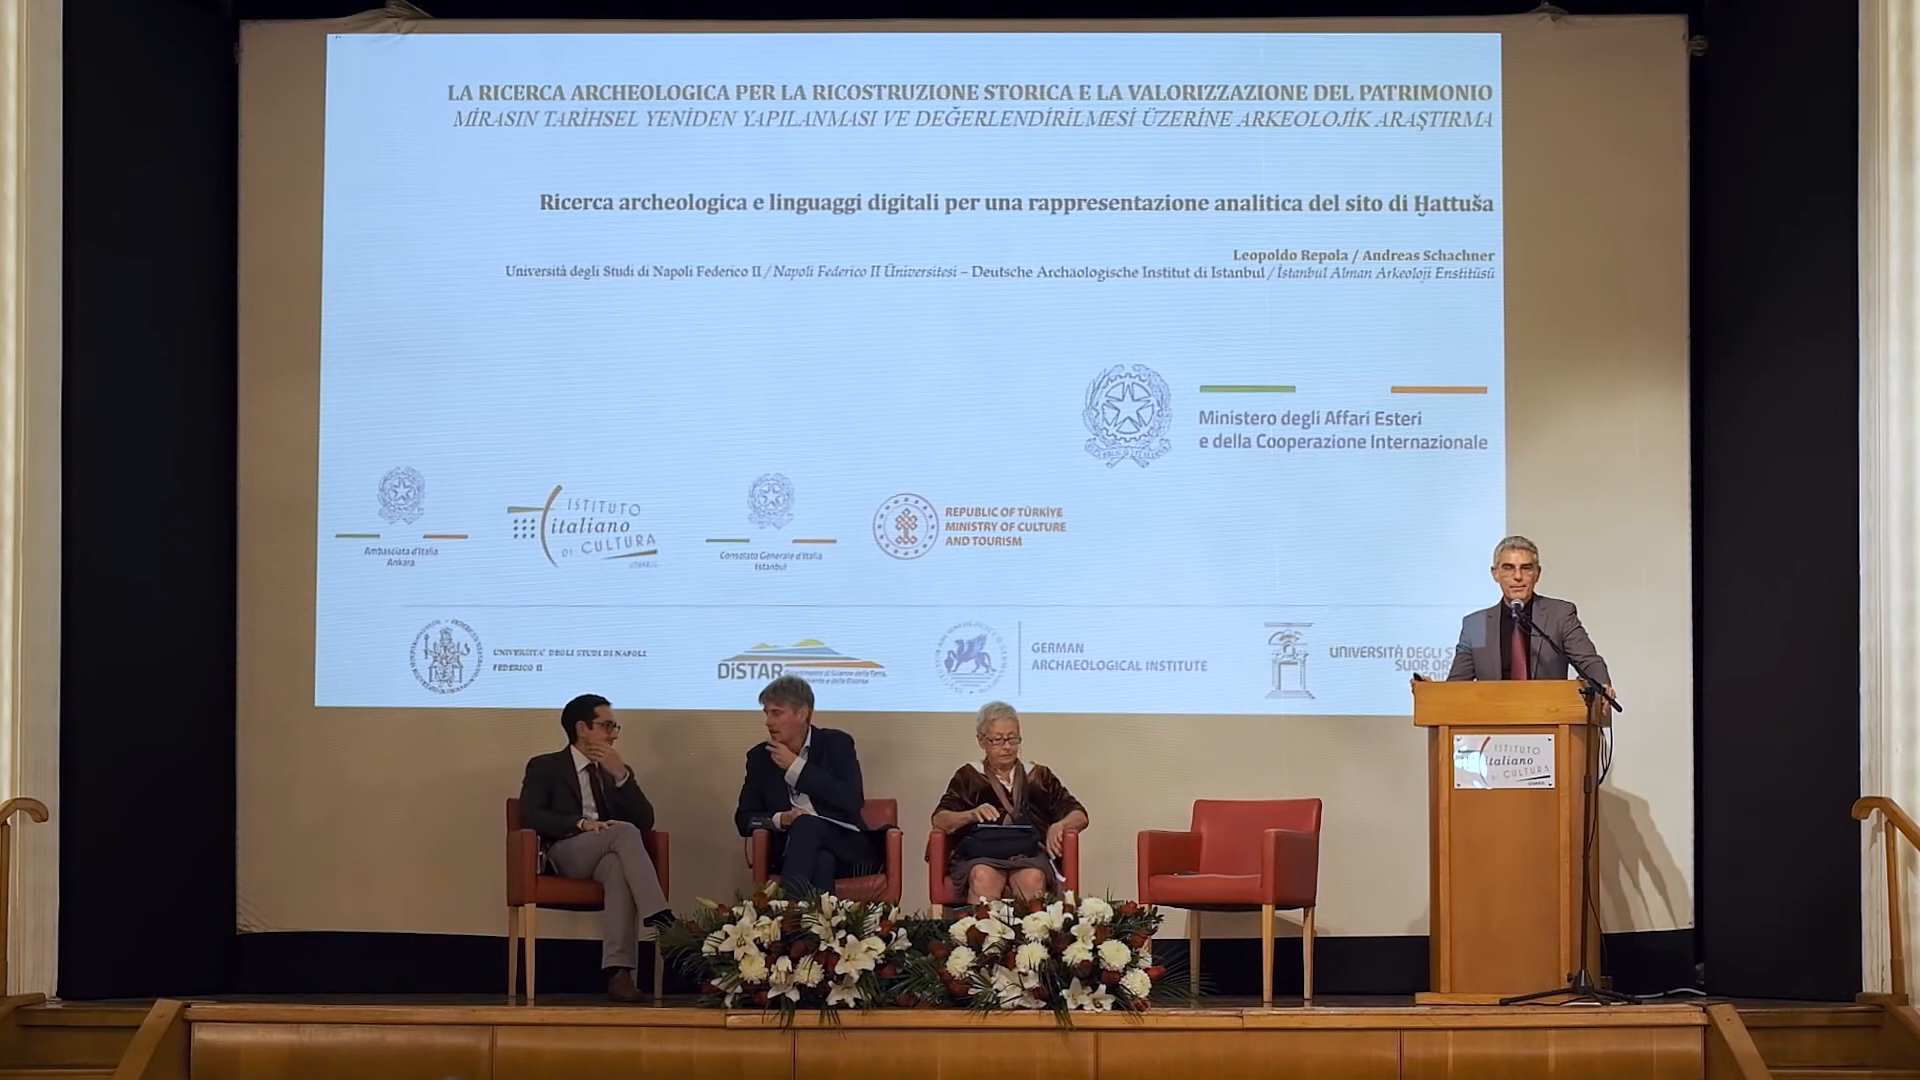 LA RICERCA ARCHEOLOGICA PER LA RICOSTRUZIONE STORICA E LA VALORIZZAZIONE DEL PATRIMONIO
MİRASIN TARİHSEL YENİDEN YAPILANMASI VE DEĞERLENDİRİLMESİ ÜZERİNE ARKEOLOJİK ARAŞTIRMA
Ricerca archeologica e linguaggi digitali per una rappresentazione analitica del sito di Ḫattuša
Leopoldo Repola / Andreas Schachner
Università degli Studi di Napoli Federico II / Napoli Federico II Üniversitesi – Deutsche Archäologische Institut di Istanbul / İstanbul Alman Arkeoloji Enstitüsü
Ministero degli Affari Esteri
e della Cooperazione Internazionale
Ambasciata d'Italia
Ankara
ISTITUTO
italiano
DI CULTURA
Consolato Generale d'Italia
Istanbul
REPUBLIC OF TÜRKİYE
MINISTRY OF CULTURE
AND TOURISM
UNIVERSITA' DEGLI STUDI DI NAPOLI
FEDERICO II
DiSTAR
GERMAN
ARCHAEOLOGICAL INSTITUTE
UNIVERSITÀ DEGLI S
SUOR OR
ISTITUTO
italiano
DI CULTURA